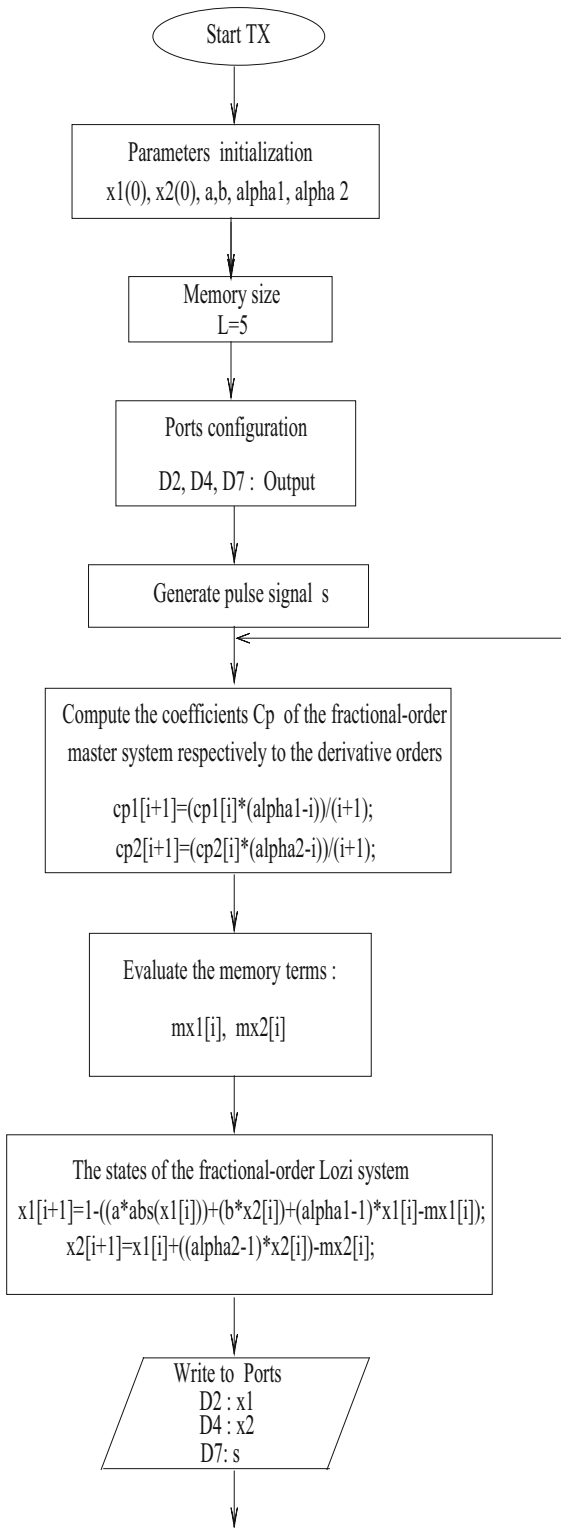 Start TX
Parameters initialization
x1(0), x2(0), a,b, alpha1, alpha 2
Memory size
L=5
Ports configuration
D2, D4, D7 : Output
Generate pulse signal s
Compute the coefficients Cp of the fractional-order
master system respectively to the derivative orders
cp1[i+1]=(cp1[i]*(alpha1-i))/(i+1);
cp2[i+1]=(cp2[i]*(alpha2-i))/(i+1);
Evaluate the memory terms :
mx1[i], mx2[i]
The states of the fractional-order Lozi system
x1[i+1]=1-((a*abs(x1[i]))+(b*x2[i])+(alpha1-1)*x1[i]-mx1[i]);
x2[i+1]=x1[i]+((alpha2-1)*x2[i])-mx2[i];
Write to Ports
D2 : x1
D4 : x2
D7: s